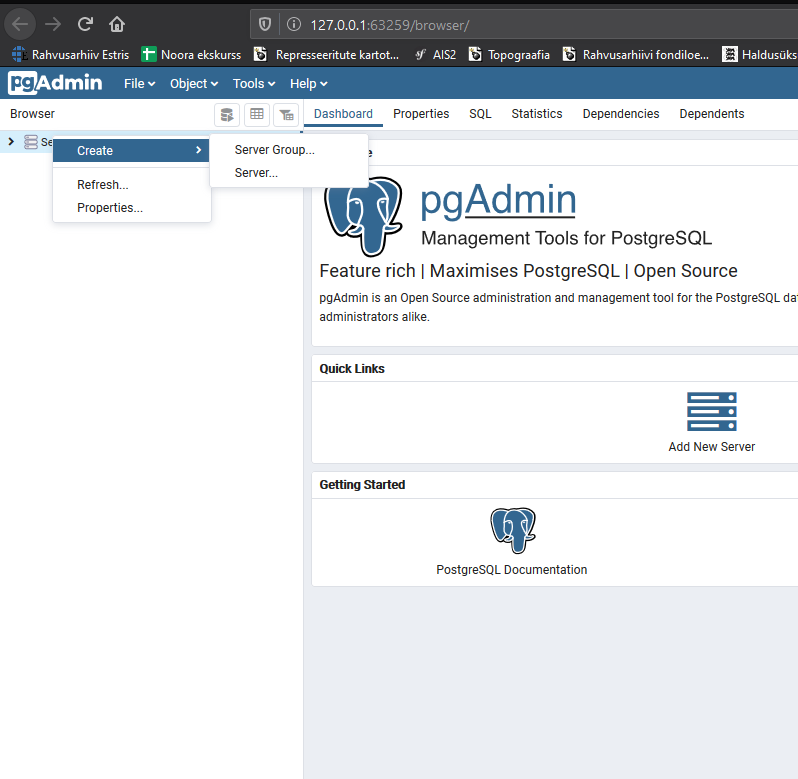 127.0.0.1:63259/browser/
Rahvusarhiiv Estris Noora ekskurss Represseeritute kartot... AIS2 Topograafia Rahvusarhiivi fondiloe... Haldusüks
pgAdmin File Object Tools Help
Browser Dashboard Properties SQL Statistics Dependencies Dependents
Se
Create
Refresh...
Properties...
Server Group...
Server...
pgAdmin
Management Tools for PostgreSQL
Feature rich | Maximises PostgreSQL | Open Source
pgAdmin is an Open Source administration and management tool for the PostgreSQL dat
administrators alike.
Quick Links
Add New Server
Getting Started
PostgreSQL Documentation